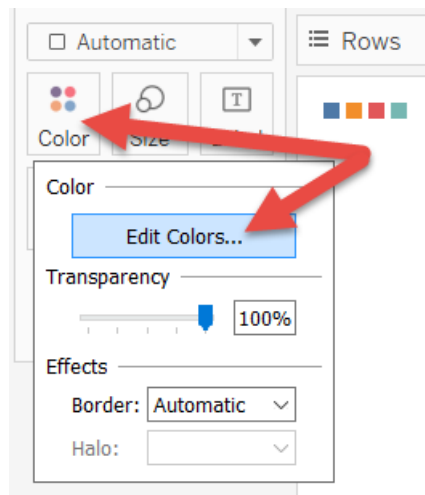 Automatic
Rows
T
Color
Size
Color
Edit Colors...
Transparency
100%
Effects
Border: Automatic
Halo: